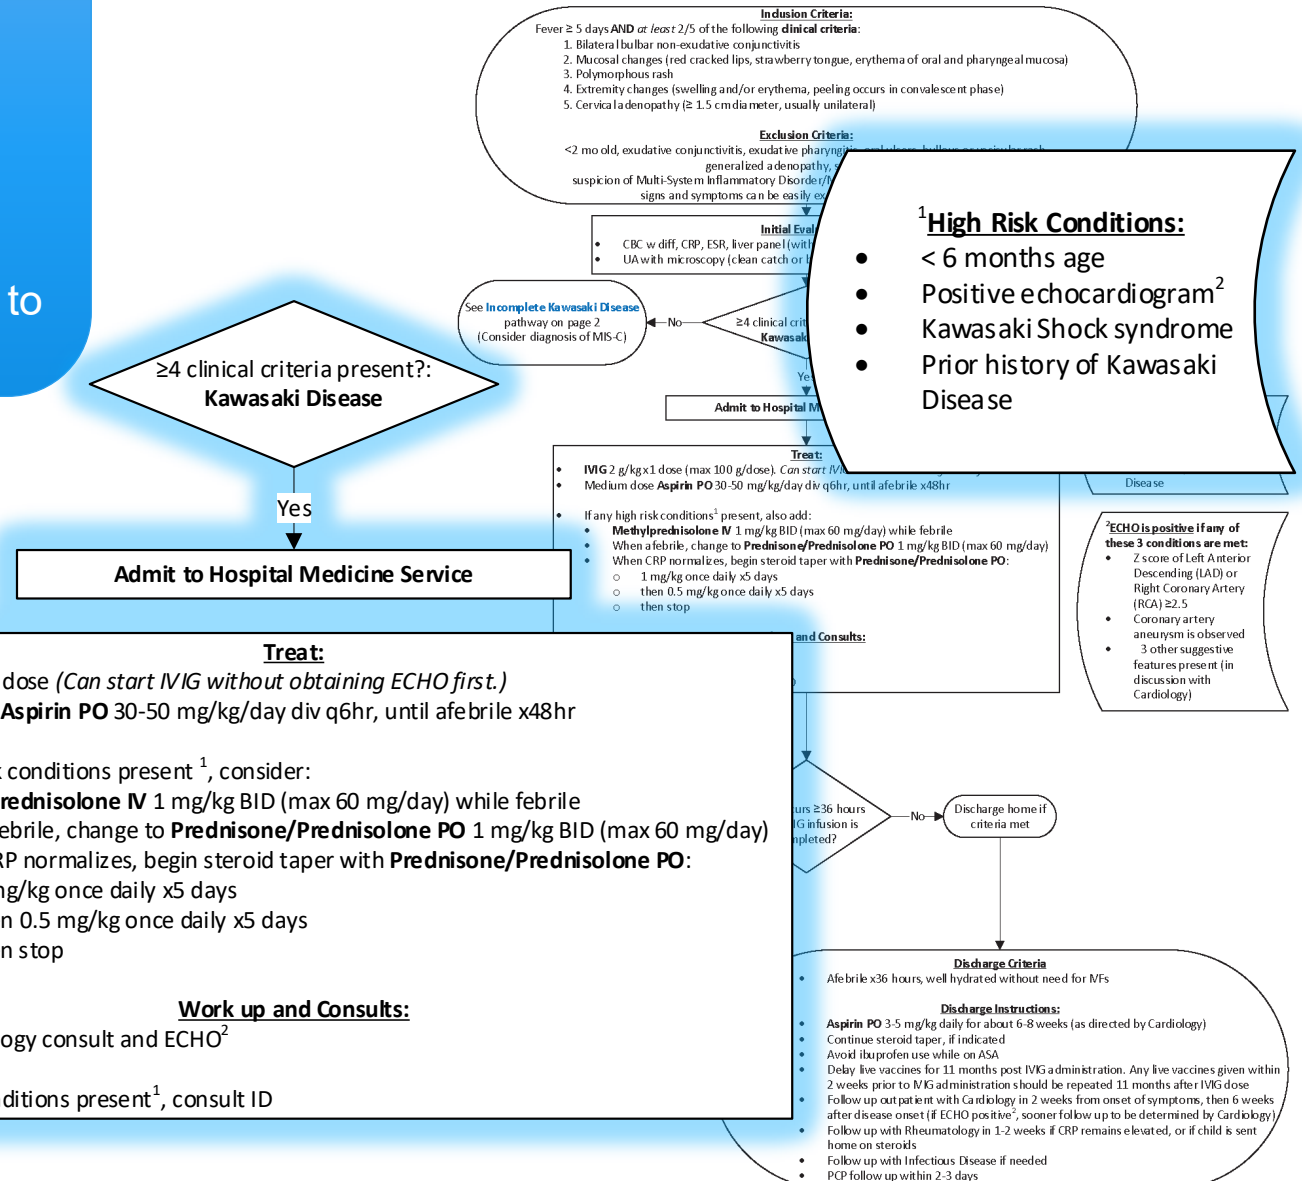 to
Inclusion Criteria:
Fever ≥ 5 days AND at least 2/5 of the following clinical criteria:
1. Bilateral bulbar non-exudative conjunctivitis
2. Mucosal changes (red cracked lips, strawberry tongue, erythema of oral and pharyngeal mucosa)
3. Polymorphous rash
4. Extremity changes (swelling and/or erythema, peeling occurs in convalescent phase)
5. Cervical adenopathy (≥ 1.5 cm diameter, usually unilateral)
Exclusion Criteria:
<2 mo old, exudative conjunctivitis, exudative pharyngitis, oral ulcers, bullous or vesicular rash
generalized adenopathy,
suspicion of Multi-System Inflammatory Disorder/
signs and symptoms can be easily
Initial
CBC w diff, CRP, ESR, liver panel (with
UA with microscopy (clean catch or
See Incomplete Kawasaki Disease
pathway on page 2
(Consider diagnosis of MIS-C)
No
≥4 clinical
Yes
Admit to Hospital
Treat:
• IVIG 2 g/kg x1 dose (max 100 g/dose). Can start
• Medium dose Aspirin PO 30-50 mg/kg/day div q6hr, until afebrile x48hr
• If any high risk conditions¹ present, also add:
• Methylprednisolone IV 1 mg/kg BID (max 60 mg/day) while febrile
• When afebrile, change to Prednisone/Prednisolone PO 1 mg/kg BID (max 60 mg/day)
• When CRP normalizes, begin steroid taper with Prednisone/Prednisolone PO:
○ 1 mg/kg once daily x5 days
○ then 0.5 mg/kg once daily x5 days
○ then stop
and Consults:
≥36 hours
infusion is
No
Discharge home if
criteria met
¹High Risk Conditions:
• < 6 months age
• Positive echocardiogram²
• Kawasaki Shock syndrome
• Prior history of Kawasaki
Disease
Disease
²ECHO is positive if any of
these 3 conditions are met:
• Z score of Left Anterior
Descending (LAD) or
Right Coronary Artery
(RCA) ≥2.5
• Coronary artery
aneurysm is observed
• 3 other suggestive
features present (in
discussion with
Cardiology)
≥4 clinical criteria present?:
Kawasaki Disease
Yes
Admit to Hospital Medicine Service
Treat:
dose (Can start IVIG without obtaining ECHO first.)
Aspirin PO 30-50 mg/kg/day div q6hr, until afebrile x48hr
conditions present ¹, consider:
rednisolone IV 1 mg/kg BID (max 60 mg/day) while febrile
ebrile, change to Prednisone/Prednisolone PO 1 mg/kg BID (max 60 mg/day)
RP normalizes, begin steroid taper with Prednisone/Prednisolone PO:
mg/kg once daily x5 days
n 0.5 mg/kg once daily x5 days
n stop
Work up and Consults:
ogy consult and ECHO²
ditions present¹, consult ID
Discharge Criteria
• Afebrile x36 hours, well hydrated without need for IVFs
Discharge Instructions:
• Aspirin PO 3-5 mg/kg daily for about 6-8 weeks (as directed by Cardiology)
• Continue steroid taper, if indicated
• Avoid ibuprofen use while on ASA
• Delay live vaccines for 11 months post IVIG administration. Any live vaccines given within
2 weeks prior to IVIG administration should be repeated 11 months after IVIG dose
• Follow up outpatient with Cardiology in 2 weeks from onset of symptoms, then 6 weeks
after disease onset (if ECHO positive², sooner follow up to be determined by Cardiology)
• Follow up with Rheumatology in 1-2 weeks if CRP remains elevated, or if child is sent
home on steroids
• Follow up with Infectious Disease if needed
• PCP follow up within 2-3 days